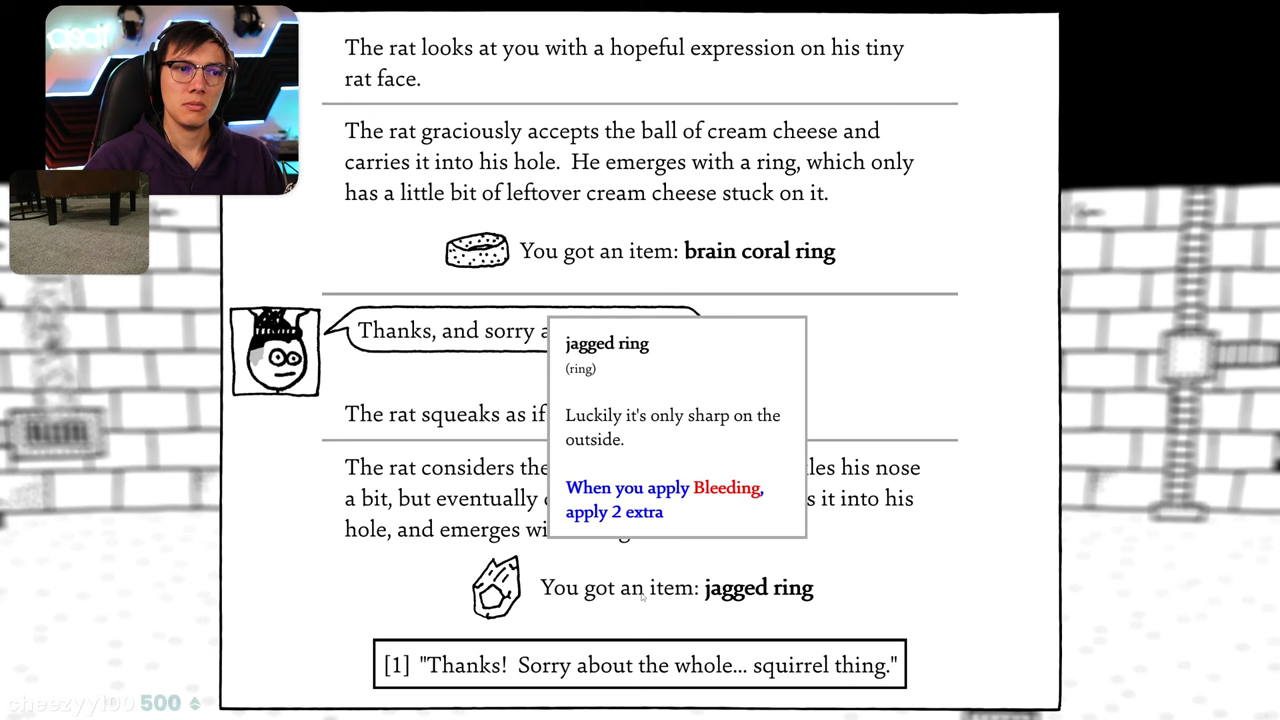 The rat looks at you with a hopeful expression on his tiny
rat face.
The rat graciously accepts the ball of cream cheese and
carries it into his hole. He emerges with a ring, which only
has a little bit of leftover cream cheese stuck on it.
You got an item: brain coral ring
Thanks, and sorry a
The rat squeaks as if
jagged ring
(ring)
Luckily it's only sharp on the
outside.
When you apply Bleeding,
apply 2 extra
The rat considers the les his nose
a bit, but eventually s it into his
hole, and emerges wi
You got an item: jagged ring
[1] "Thanks! Sorry about the whole... squirrel thing."
cheezyy100 500